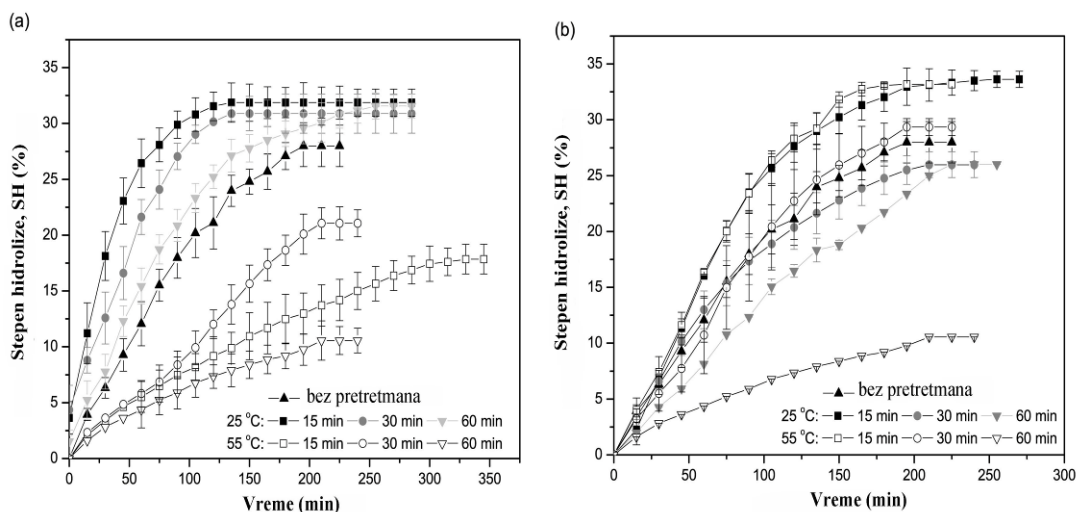 (a)
Stepen hidrolize, SH (%)
35
30
25
20
15
10
5
0
bez pretretmana
25 °C: 15 min 30 min 60 min
55 °C: 15 min 30 min 60 min
0 50 100 150 200 250 300 350
Vreme (min)
(b)
Stepen hidrolize, SH (%)
35
30
25
20
15
10
5
0
bez pretretmana
25 °C: 15 min 30 min 60 min
55 °C: 15 min 30 min 60 min
0 50 100 150 200 250 300
Vreme (min)